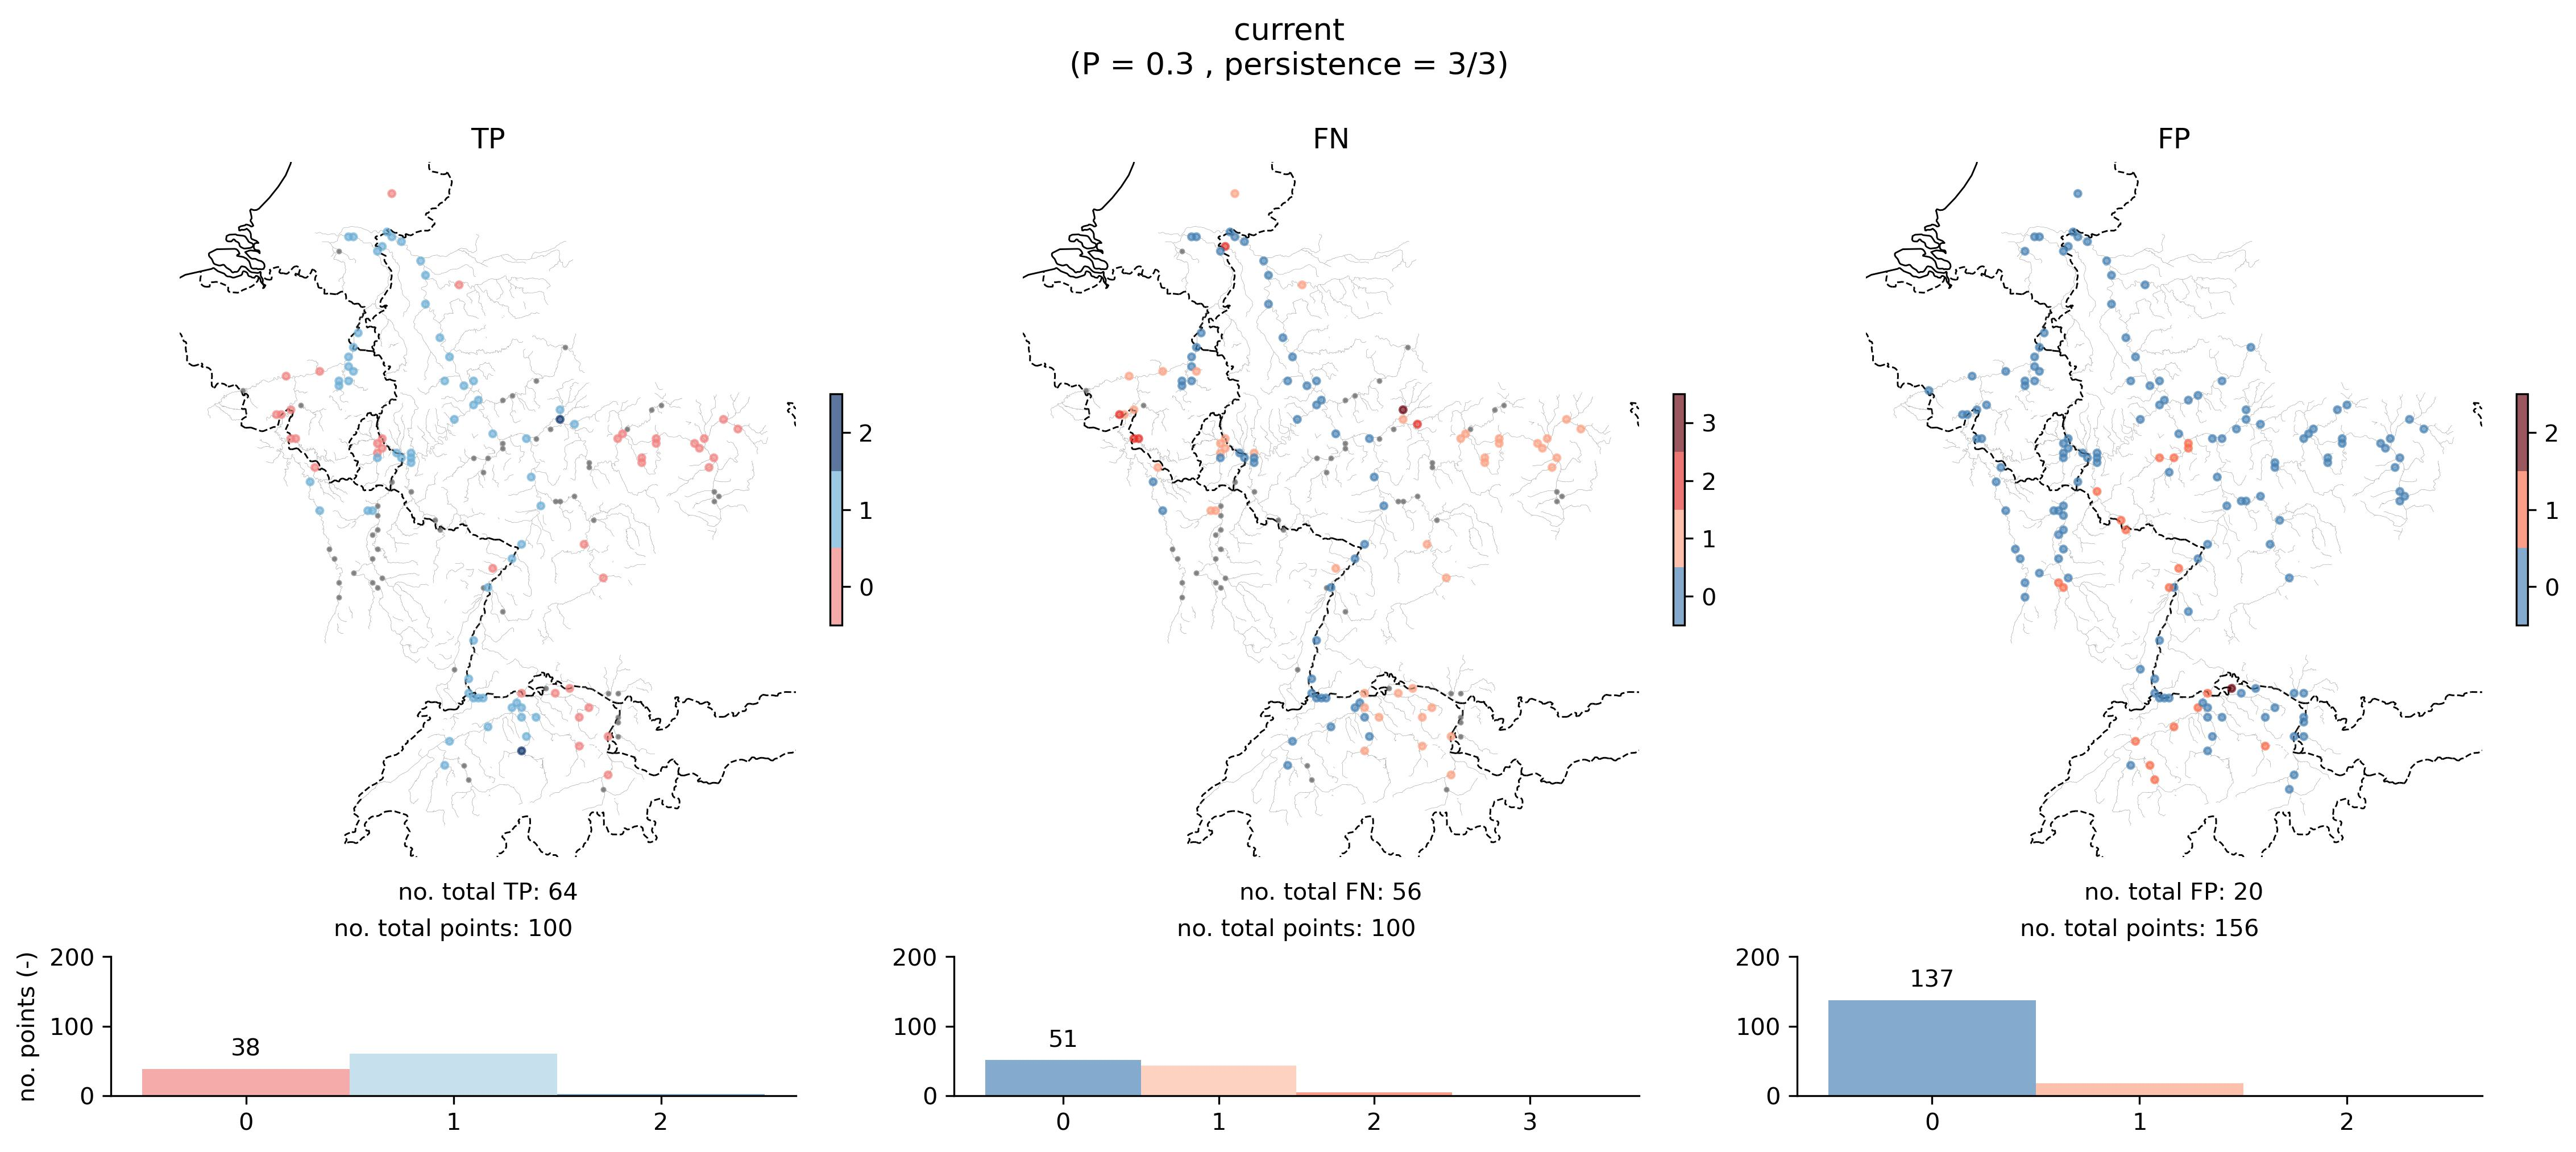 current
(P = 0.3 , persistence = 3/3)
TP
FN
FP
2
1
0
3
2
1
0
2
1
0
no. total TP: 64
no. total points: 100
no. total FN: 56
no. total points: 100
no. total FP: 20
no. total points: 156
no. points (-)
200
100
0
38
0
1
2
200
100
0
51
0
1
2
3
200
100
0
137
0
1
2